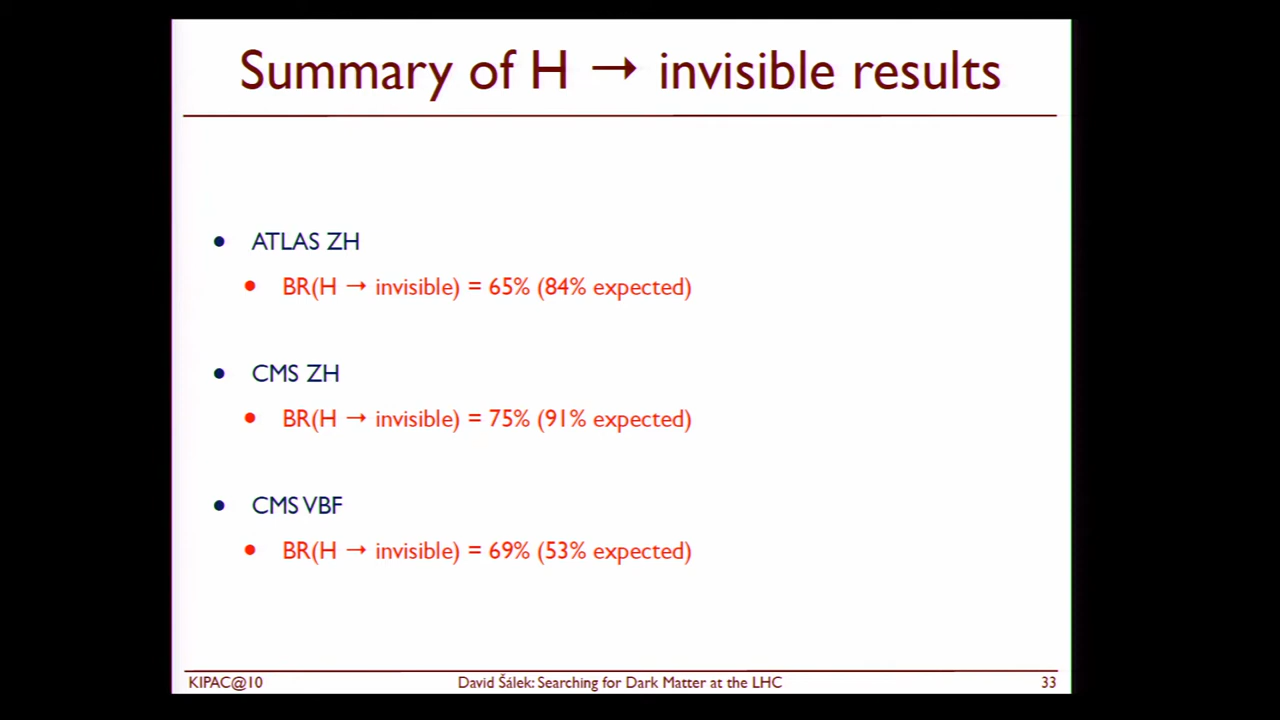 Summary of H → invisible results
• ATLAS ZH
• BR(H → invisible) = 65% (84% expected)
• CMS ZH
• BR(H → invisible) = 75% (91% expected)
• CMS VBF
• BR(H → invisible) = 69% (53% expected)
KIPAC@10 David Šálek: Searching for Dark Matter at the LHC 33